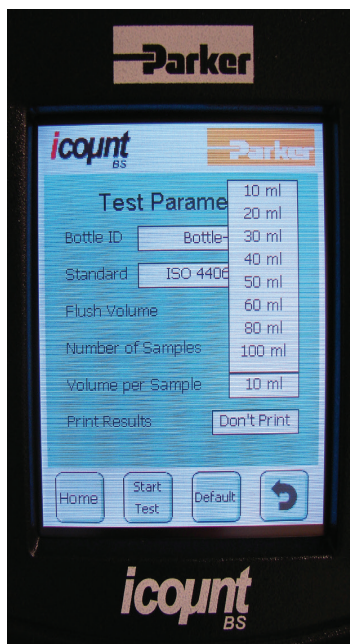 Parker
icount
BS
Parker
Test Parame
Bottle ID
Bottle-
Standard
ISO 4406
Flush Volume
Number of Samples
Volume per Sample
10 ml
20 ml
30 ml
40 ml
50 ml
60 ml
80 ml
100 ml
10 ml
Print Results
Don't Print
Home
Start
Test
Default
icount
BS